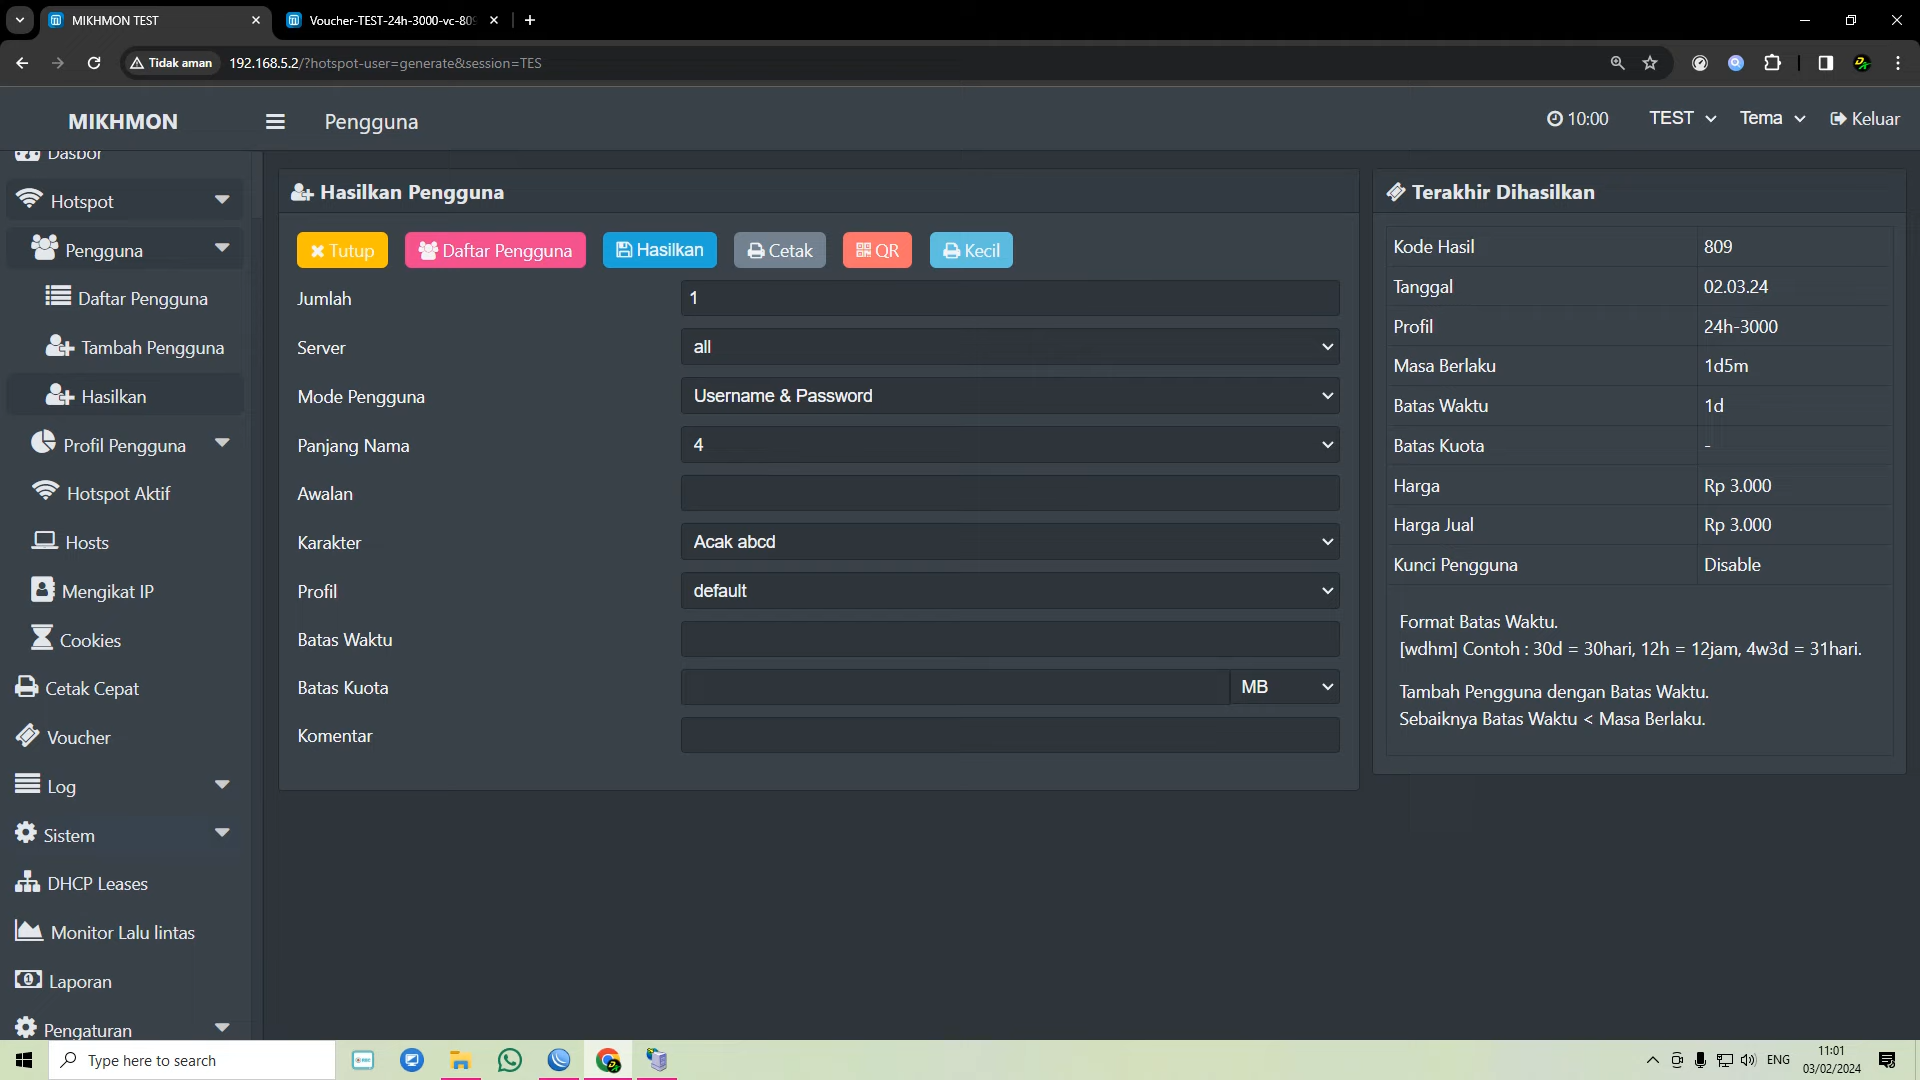 MIKHMON TEST
Voucher-TEST-24h-3000-vc-809
Tidak aman
192.168.5.2/?hotspot-user=generate&session=TES
MIKHMON
Pengguna
10:00
TEST
Tema
Keluar
Dasbor
Hotspot
Pengguna
Daftar Pengguna
Tambah Pengguna
Hasilkan
Profil Pengguna
Hotspot Aktif
Hosts
Mengikat IP
Cookies
Cetak Cepat
Voucher
Log
Sistem
DHCP Leases
Monitor Lalu lintas
Laporan
Pengaturan
Hasilkan Pengguna
Tutup
Daftar Pengguna
Hasilkan
Cetak
QR
Kecil
Jumlah 1
Server all
Mode Pengguna Username & Password
Panjang Nama 4
Awalan
Karakter Acak abcd
Profil default
Batas Waktu
Batas Kuota MB
Komentar
Terakhir Dihasilkan
Kode Hasil 809
Tanggal 02.03.24
Profil 24h-3000
Masa Berlaku 1d5m
Batas Waktu 1d
Batas Kuota -
Harga Rp 3.000
Harga Jual Rp 3.000
Kunci Pengguna Disable
Format Batas Waktu.
[wdhm] Contoh : 30d = 30hari, 12h = 12jam, 4w3d = 31hari.
Tambah Pengguna dengan Batas Waktu.
Sebaiknya Batas Waktu < Masa Berlaku.
Type here to search
ENG
11:01
03/02/2024